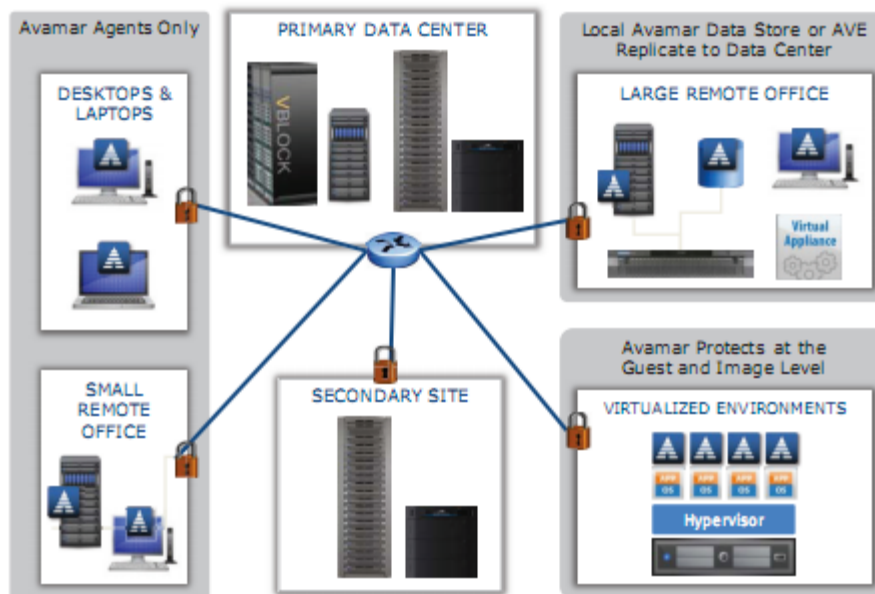 Avamar Agents Only
DESKTOPS &
LAPTOPS
SMALL
REMOTE
OFFICE
PRIMARY DATA CENTER
VBLOCK
SECONDARY SITE
Local Avamar Data Store or AVE
Replicate to Data Center
LARGE REMOTE OFFICE
Virtual
Appliance
Avamar Protects at the
Guest and Image Level
VIRTUALIZED ENVIRONMENTS
APP APP APP APP
OS OS OS OS
Hypervisor